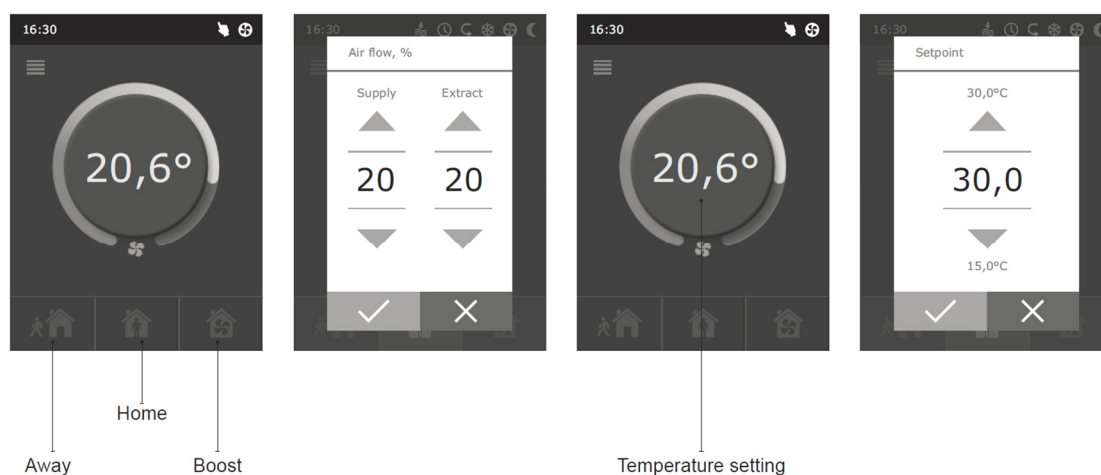 16:30
20,6°
Away
Home
Boost
16:30
Air flow, %
Supply Extract
20 20
16:30
20,6°
Temperature setting
16:30
Setpoint
30,0°C
30,0
15,0°C